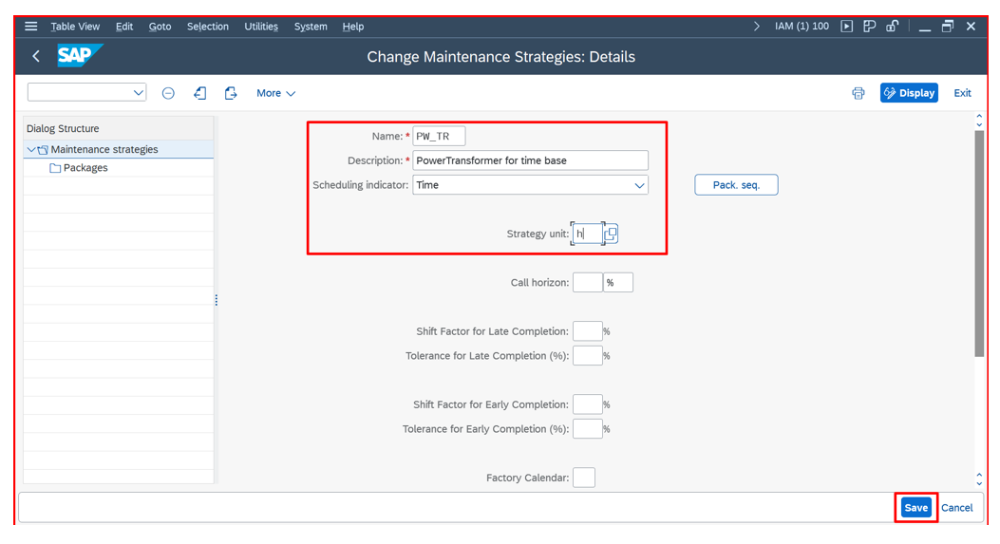 Table View Edit Goto Selection Utilities System Help IAM (1) 100
SAP Change Maintenance Strategies: Details
More Display Exit
Dialog Structure
Maintenance strategies
Packages
Name: * PW_TR
Description: * PowerTransformer for time base
Scheduling indicator: Time Pack. seq.
Strategy unit: h
Call horizon: %
Shift Factor for Late Completion: %
Tolerance for Late Completion (%): %
Shift Factor for Early Completion: %
Tolerance for Early Completion (%): %
Factory Calendar:
Save Cancel